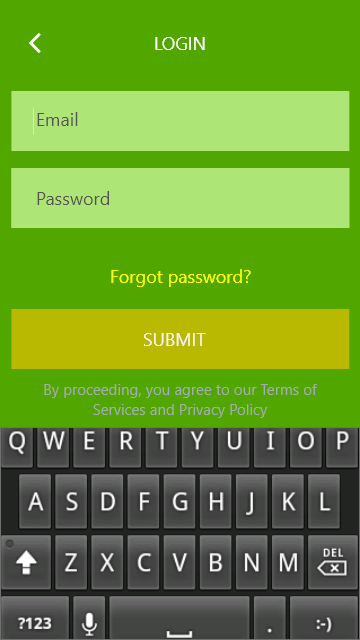 LOGIN
Email
Password
Forgot password?
SUBMIT
By proceeding, you agree to our Terms of
Services and Privacy Policy
Q W E R T Y U I O P
A S D F G H J K L
Z X C V B N M DEL
?123 . :-)